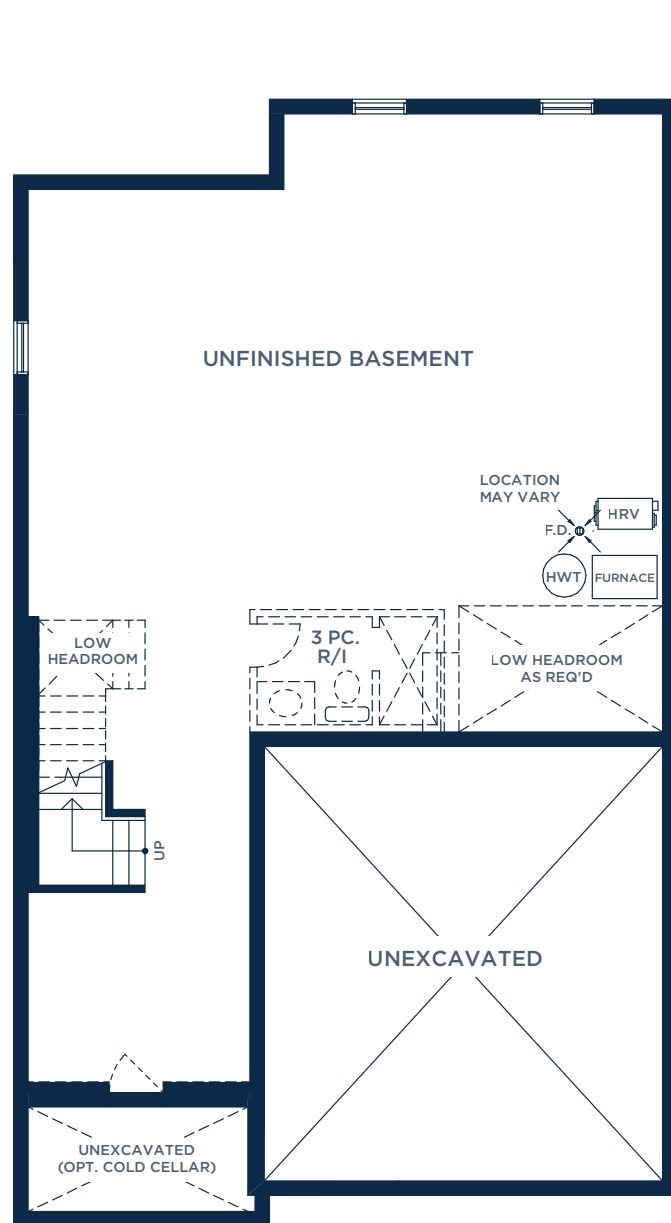 UNFINISHED BASEMENT
LOCATION
MAY VARY
HRV
F.D.
HWT
FURNACE
3 PC.
R/I
LOW
HEADROOM
LOW HEADROOM
AS REQ'D
UP
UNEXCAVATED
UNEXCAVATED
(OPT. COLD CELLAR)